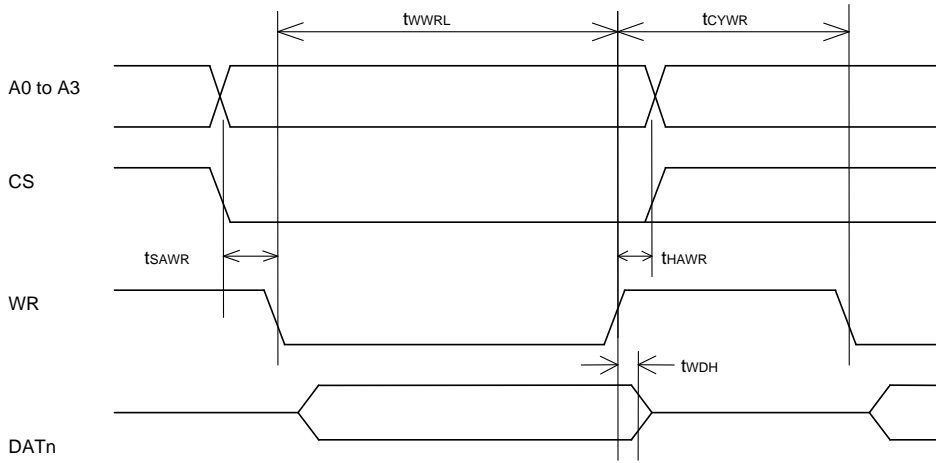 tWWRL
tCYWR
A0 to A3
CS
tSAWR
tHAWR
WR
tWDH
DATn